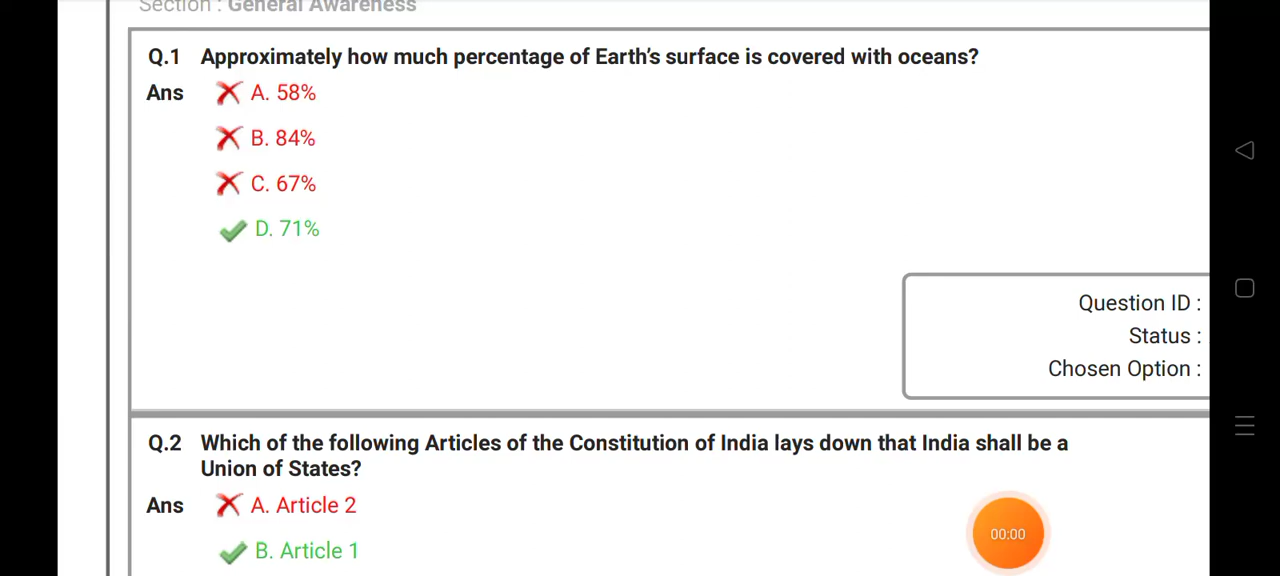 Section : General Awareness
Q.1 Approximately how much percentage of Earth's surface is covered with oceans?
Ans A. 58%
B. 84%
C. 67%
D. 71%
Question ID :
Status :
Chosen Option :
Q.2 Which of the following Articles of the Constitution of India lays down that India shall be a
Union of States?
Ans A. Article 2
B. Article 1
00:00